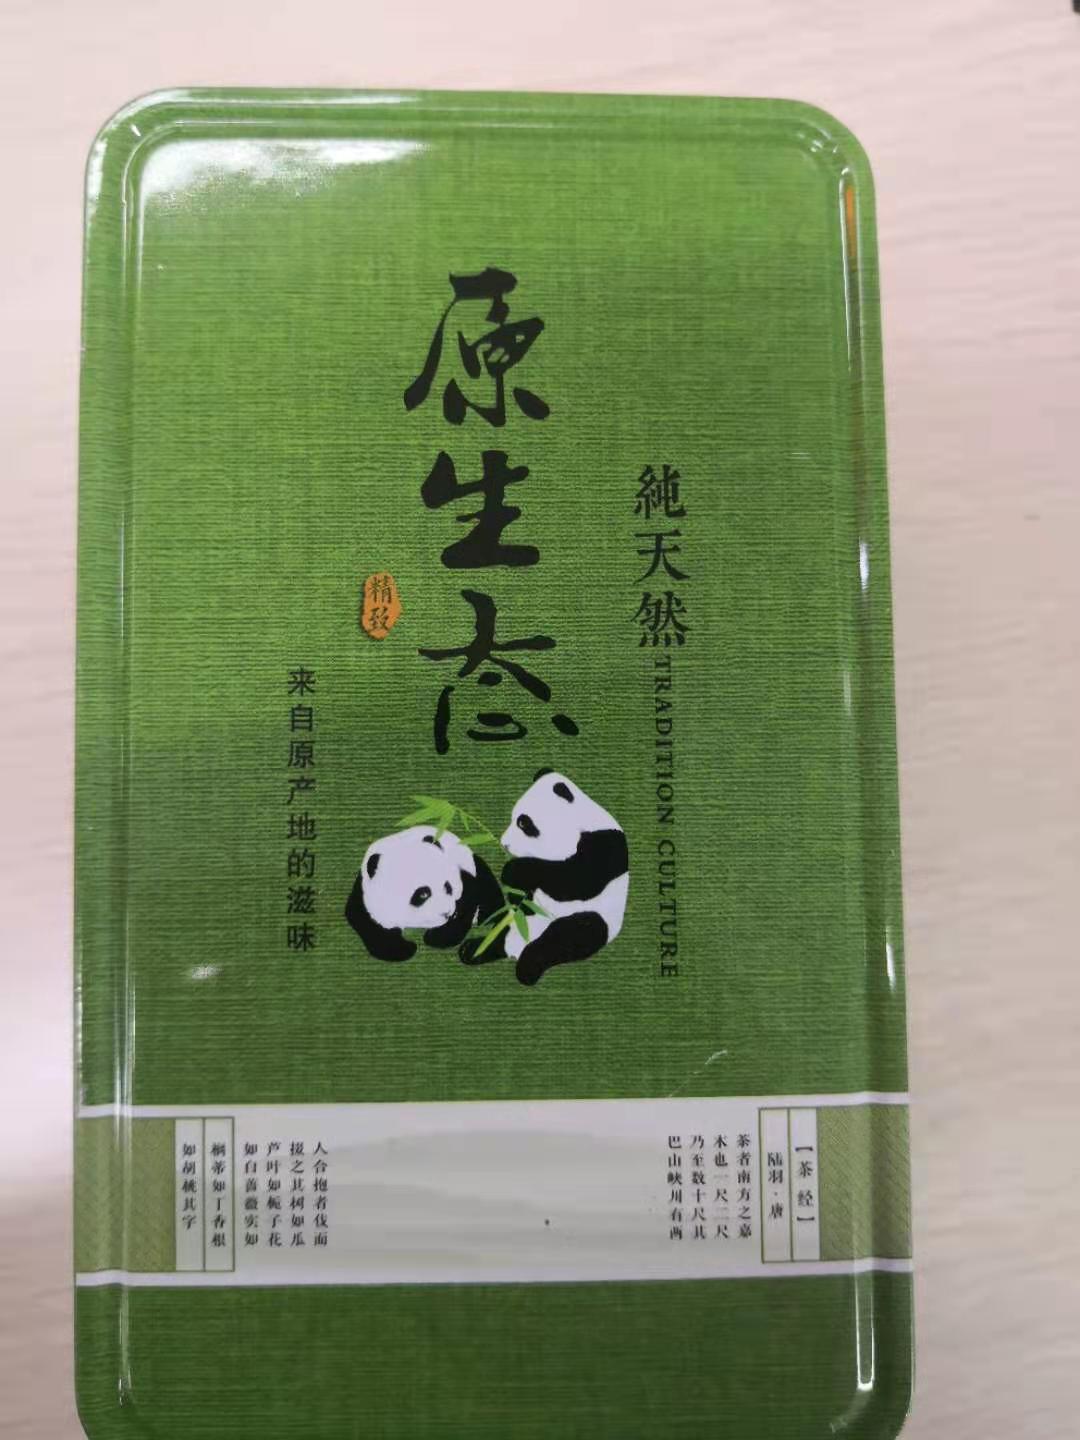 原生态
精致
純天然
TRADITION CULTURE
来自原产地的滋味
【茶经】
陆羽·唐
茶者南方之嘉
木也一尺二尺
乃至数十尺其
巴山峡川有两
人合抱者伐而
掇之其树如瓜
芦叶如栀子花
如白蔷薇实如
栟蒂如丁香根
如胡桃其字